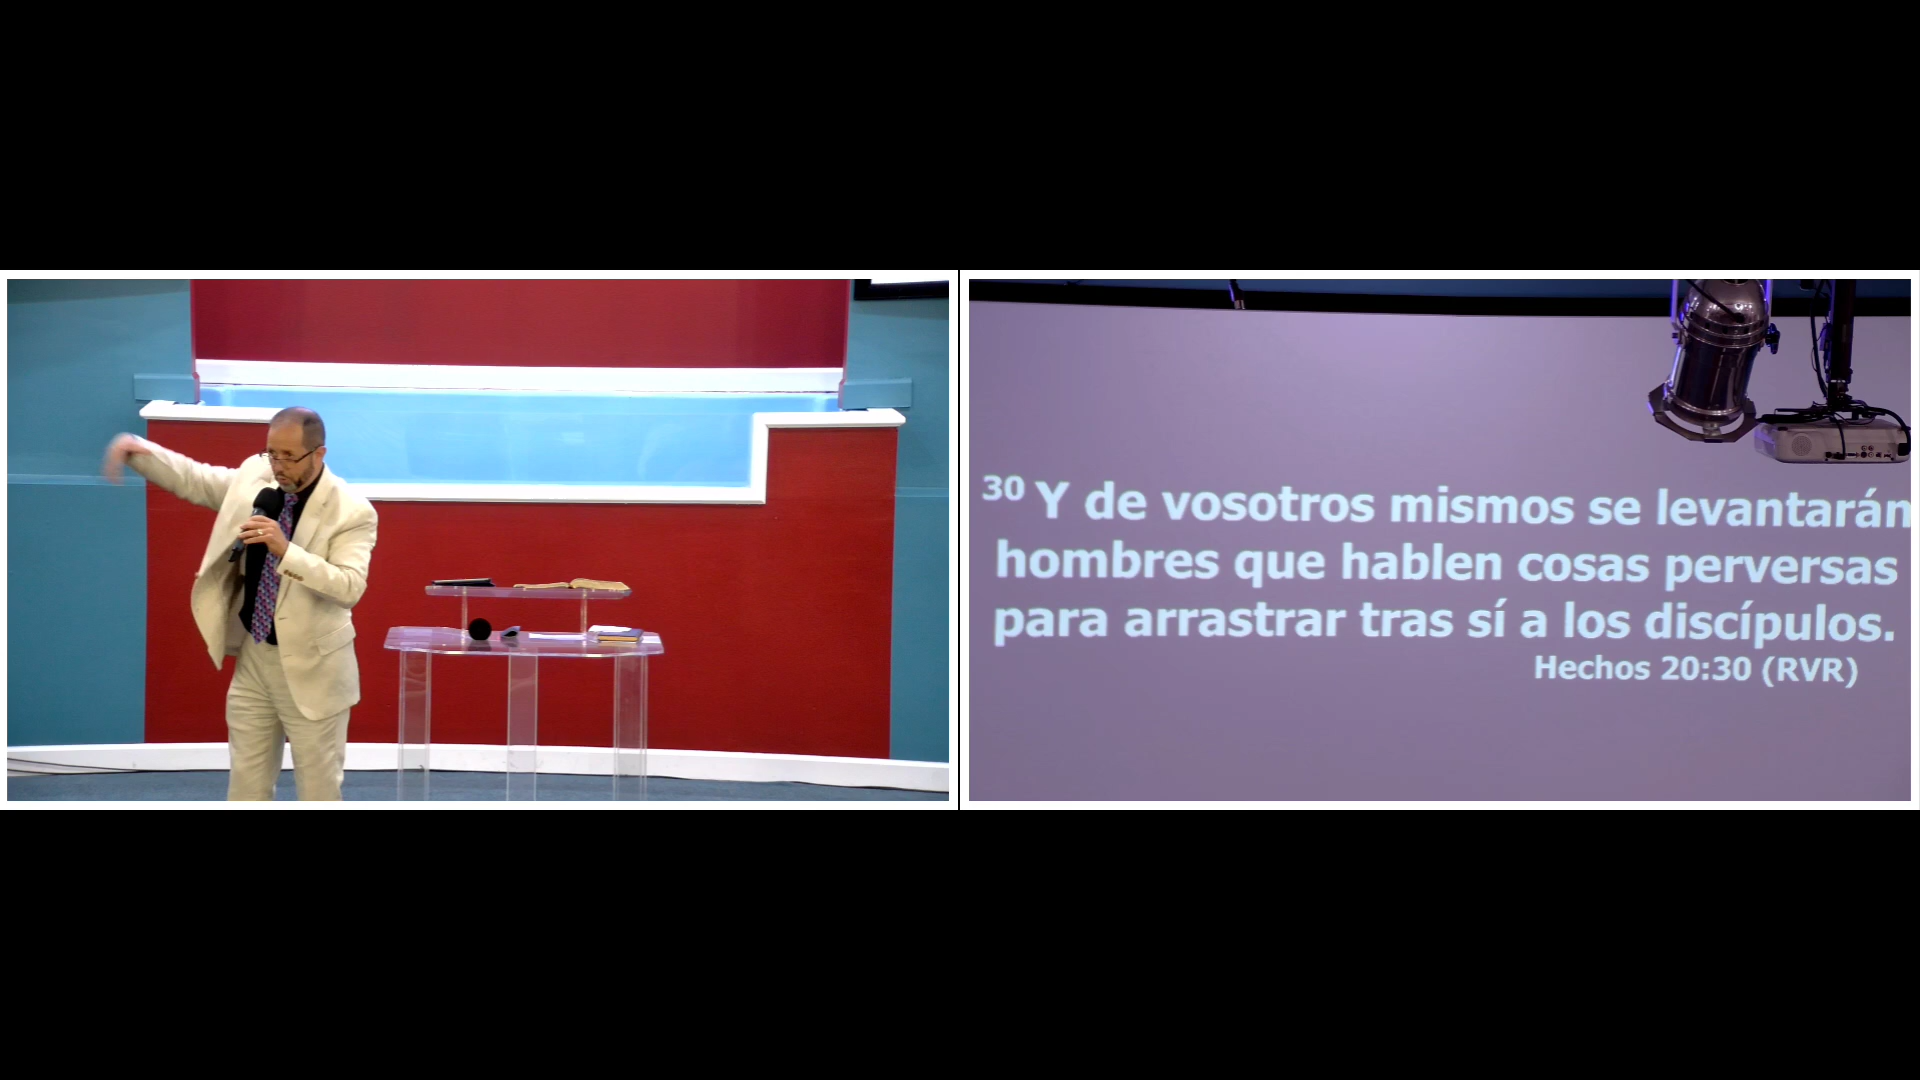 30 Y de vosotros mismos se levantarán
hombres que hablen cosas perversas
para arrastrar tras sí a los discípulos.
Hechos 20:30 (RVR)